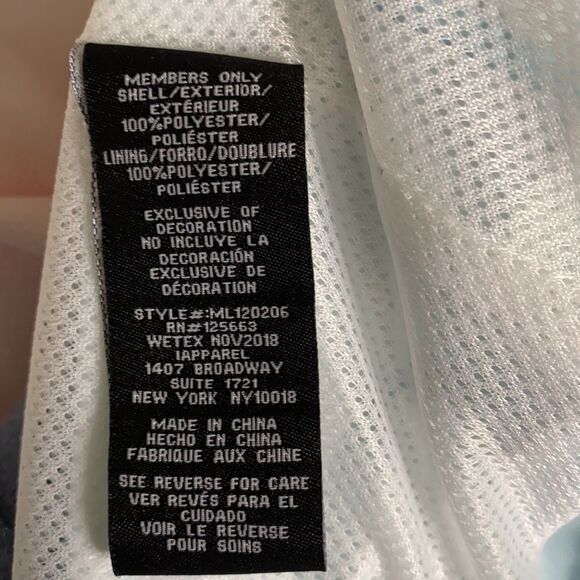 MEMBERS ONLY
SHELL/EXTERIOR/
EXTÉRIEUR
100%POLYESTER/
POLIÉSTER
LINING/FORRO/DOUBLURE
100%POLYESTER/
POLIÉSTER
EXCLUSIVE OF
DECORATION
NO INCLUYE LA
DECORACIÓN
EXCLUSIVE DE
DÉCORATION
STYLE#:ML120206
RN#125663
WETEX NOV2018
IAPPAREL
1407 BROADWAY
SUITE 1721
NEW YORK NY10018
MADE IN CHINA
HECHO EN CHINA
FABRIQUE AUX CHINE
SEE REVERSE FOR CARE
VER REVÉS PARA EL
CUIDADO
VOIR LE REVERSE
POUR SOINS